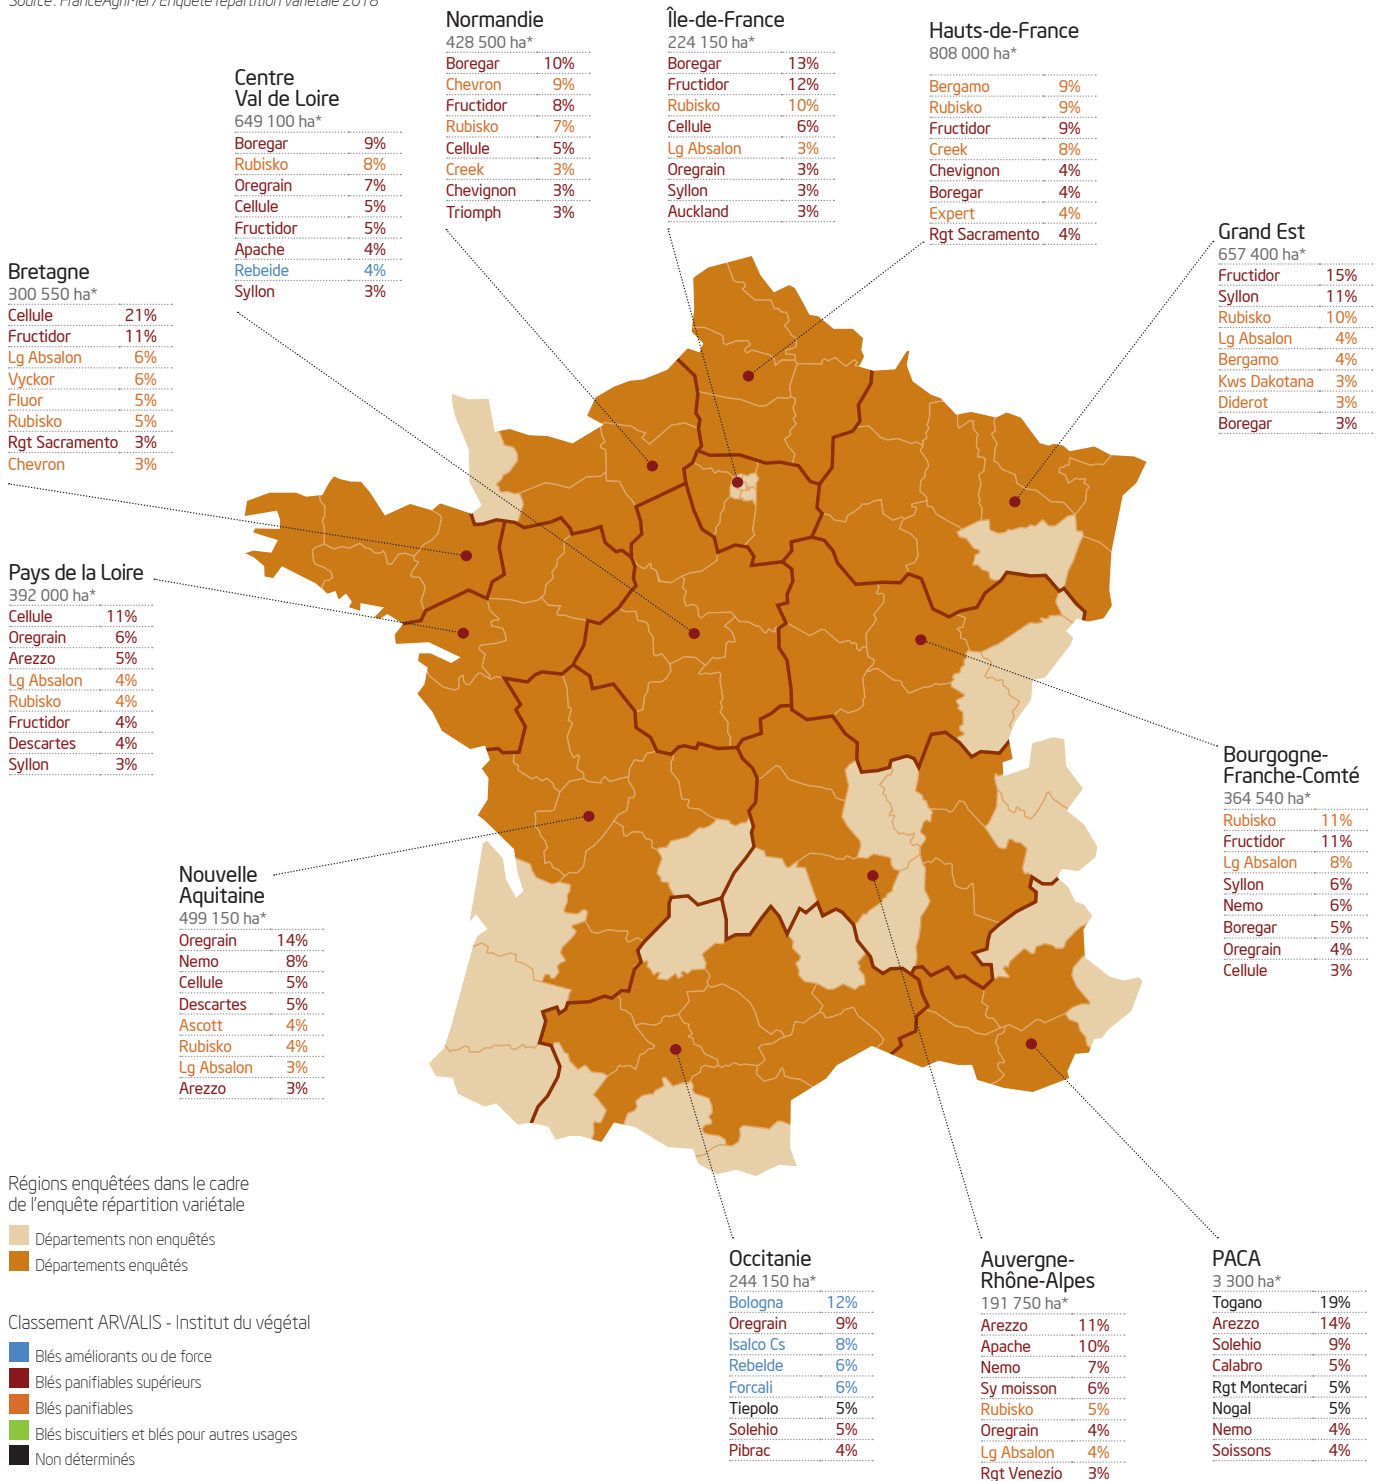 Source : FranceAgriMer / Enquête répartition variétale 2018
Normandie
428 500 ha*
Boregar 10%
Chevron 9%
Fructidor 8%
Rubisko 7%
Cellule 5%
Creek 3%
Chevignon 3%
Triomph 3%
Île-de-France
224 150 ha*
Boregar 13%
Fructidor 12%
Rubisko 10%
Cellule 6%
Lg Absalon 3%
Oregrain 3%
Syllon 3%
Auckland 3%
Hauts-de-France
808 000 ha*
Bergamo 9%
Rubisko 9%
Fructidor 9%
Creek 8%
Chevignon 4%
Boregar 4%
Expert 4%
Rgt Sacramento 4%
Centre
Val de Loire
649 100 ha*
Boregar 9%
Rubisko 8%
Oregrain 7%
Cellule 5%
Fructidor 5%
Apache 4%
Rebeide 4%
Syllon 3%
Grand Est
657 400 ha*
Fructidor 15%
Syllon 11%
Rubisko 10%
Lg Absalon 4%
Bergamo 4%
Kws Dakotana 3%
Diderot 3%
Boregar 3%
Bretagne
300 550 ha*
Cellule 21%
Fructidor 11%
Lg Absalon 6%
Vyckor 6%
Fluor 5%
Rubisko 5%
Rgt Sacramento 3%
Chevron 3%
Pays de la Loire
392 000 ha*
Cellule 11%
Oregrain 6%
Arezzo 5%
Lg Absalon 4%
Rubisko 4%
Fructidor 4%
Descartes 4%
Syllon 3%
Bourgogne-
Franche-Comté
364 540 ha*
Rubisko 11%
Fructidor 11%
Lg Absalon 8%
Syllon 6%
Nemo 6%
Boregar 5%
Oregrain 4%
Cellule 3%
Nouvelle
Aquitaine
499 150 ha*
Oregrain 14%
Nemo 8%
Cellule 5%
Descartes 5%
Ascott 4%
Rubisko 4%
Lg Absalon 3%
Arezzo 3%
Régions enquêtées dans le cadre
de l'enquête répartition variétale
Départements non enquêtés
Départements enquêtés
Classement ARVALIS - Institut du végétal
Blés améliorants ou de force
Blés panifiables supérieurs
Blés panifiables
Blés biscuitiers et blés pour autres usages
Non déterminés
Occitanie
244 150 ha*
Bologna 12%
Oregrain 9%
Isalco Cs 8%
Rebelde 6%
Forcali 6%
Tiepolo 5%
Solehio 5%
Pibrac 4%
Auvergne-
Rhône-Alpes
191 750 ha*
Arezzo 11%
Apache 10%
Nemo 7%
Sy moisson 6%
Rubisko 5%
Oregrain 4%
Lg Absalon 4%
Rgt Venezio 3%
PACA
3 300 ha*
Togano 19%
Arezzo 14%
Solehio 9%
Calabro 5%
Rgt Montecari 5%
Nogal 5%
Nemo 4%
Soissons 4%